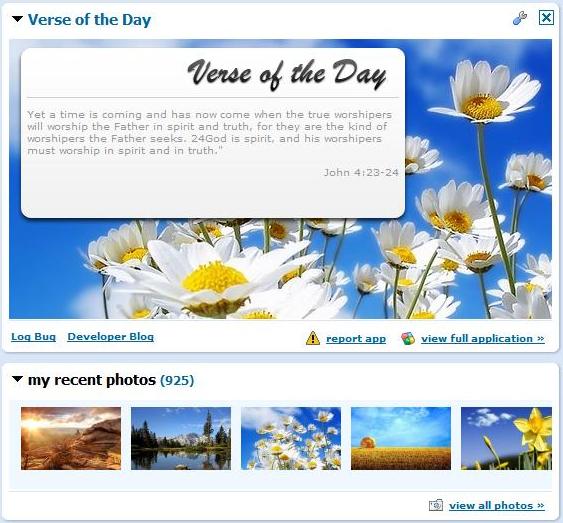 Verse of the Day
Verse of the Day
Yet a time is coming and has now come when the true worshipers
will worship the Father in spirit and truth, for they are the kind of
worshipers the Father seeks. 24God is spirit, and his worshipers
must worship in spirit and in truth."
John 4:23-24
Log Bug Developer Blog report app view full application »
my recent photos (925)
view all photos »